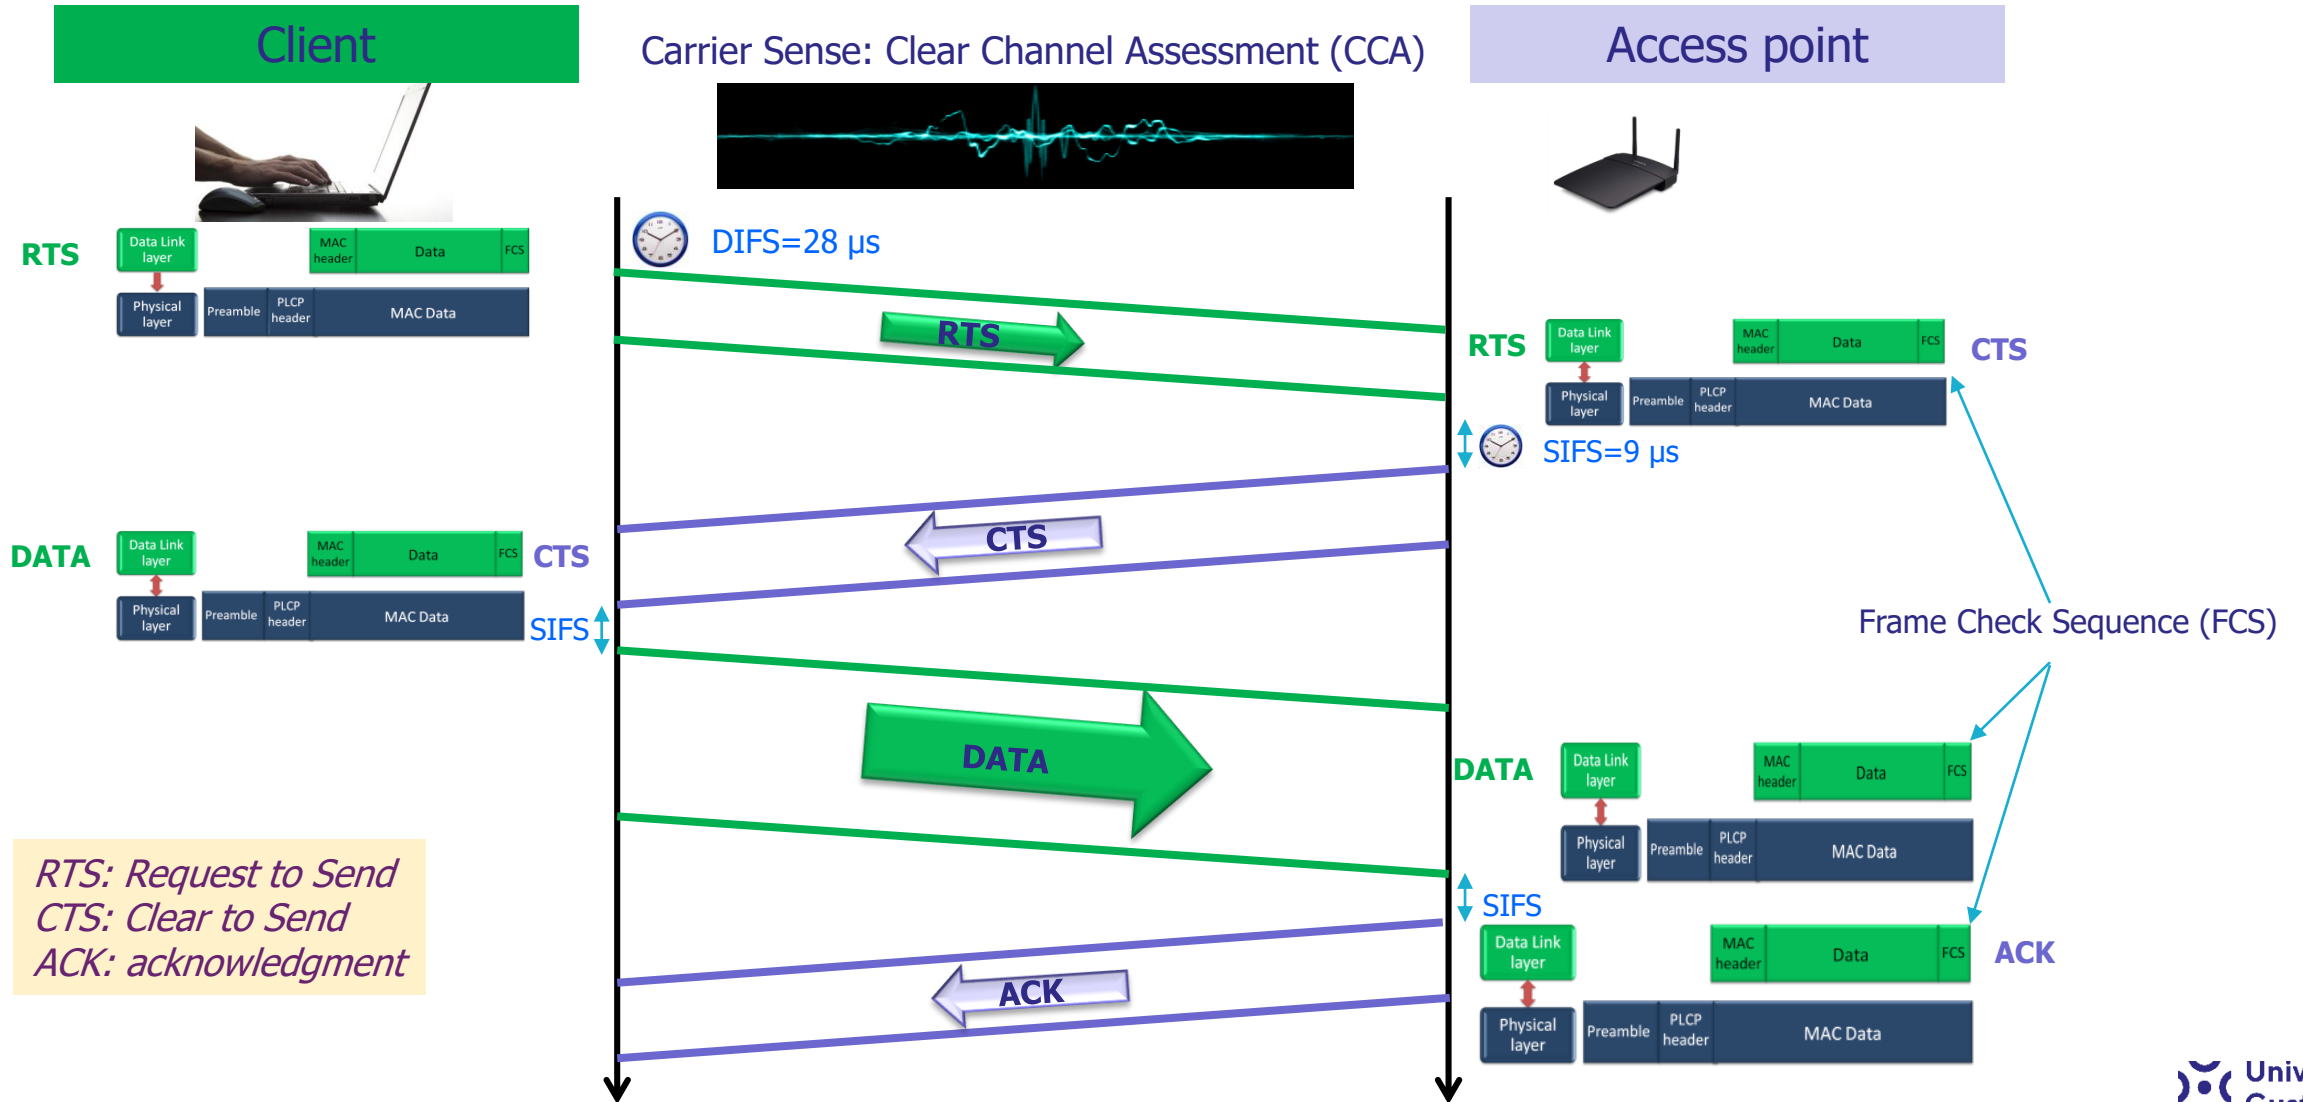 Client
Carrier Sense: Clear Channel Assessment (CCA)
Access point
DIFS=28 µs
RTS
Data Link
layer
MAC
header
Data
FCS
Physical
layer
Preamble
PLCP
header
MAC Data
RTS
RTS
Data Link
layer
MAC
header
Data
FCS
CTS
Physical
layer
Preamble
PLCP
header
MAC Data
SIFS=9 µs
CTS
DATA
Data Link
layer
MAC
header
Data
FCS
CTS
Physical
layer
Preamble
PLCP
header
MAC Data
SIFS
Frame Check Sequence (FCS)
DATA
DATA
Data Link
layer
MAC
header
Data
FCS
Physical
layer
Preamble
PLCP
header
MAC Data
RTS: Request to Send
CTS: Clear to Send
ACK: acknowledgment
SIFS
ACK
Data Link
layer
MAC
header
Data
FCS
ACK
Physical
layer
Preamble
PLCP
header
MAC Data
Univ